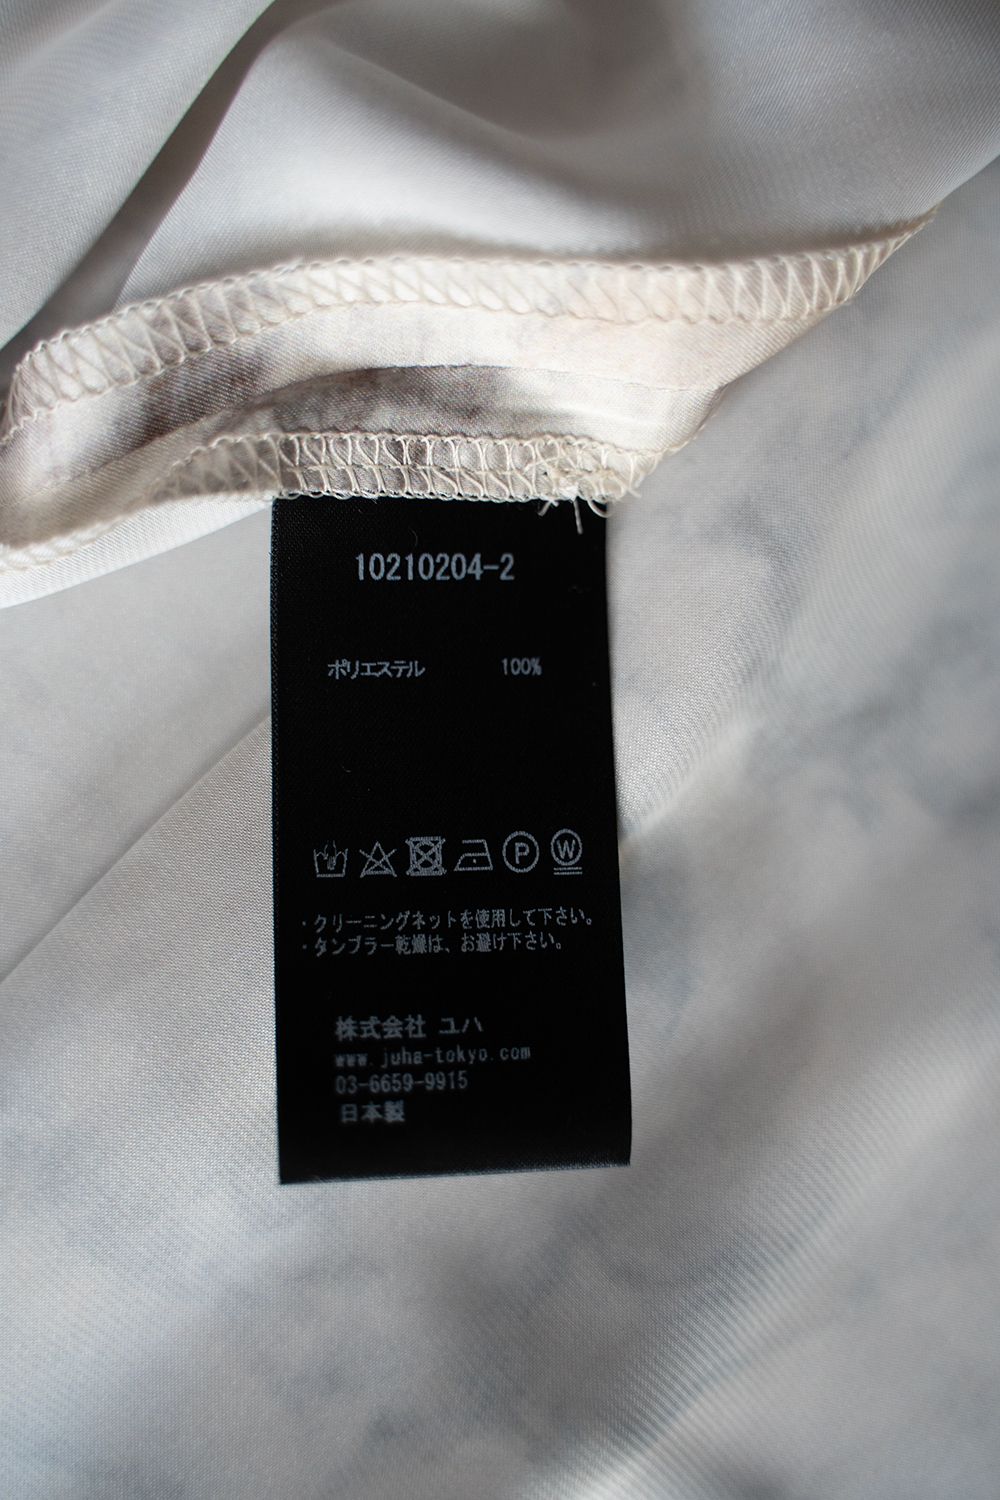 10210204-2
ポリエステル 100%
P W
・クリーニングネットを使用して下さい。
・タンブラー乾燥は、お避け下さい。
株式会社 ユハ
www.juha-tokyo.com
03-6659-9915
日本製